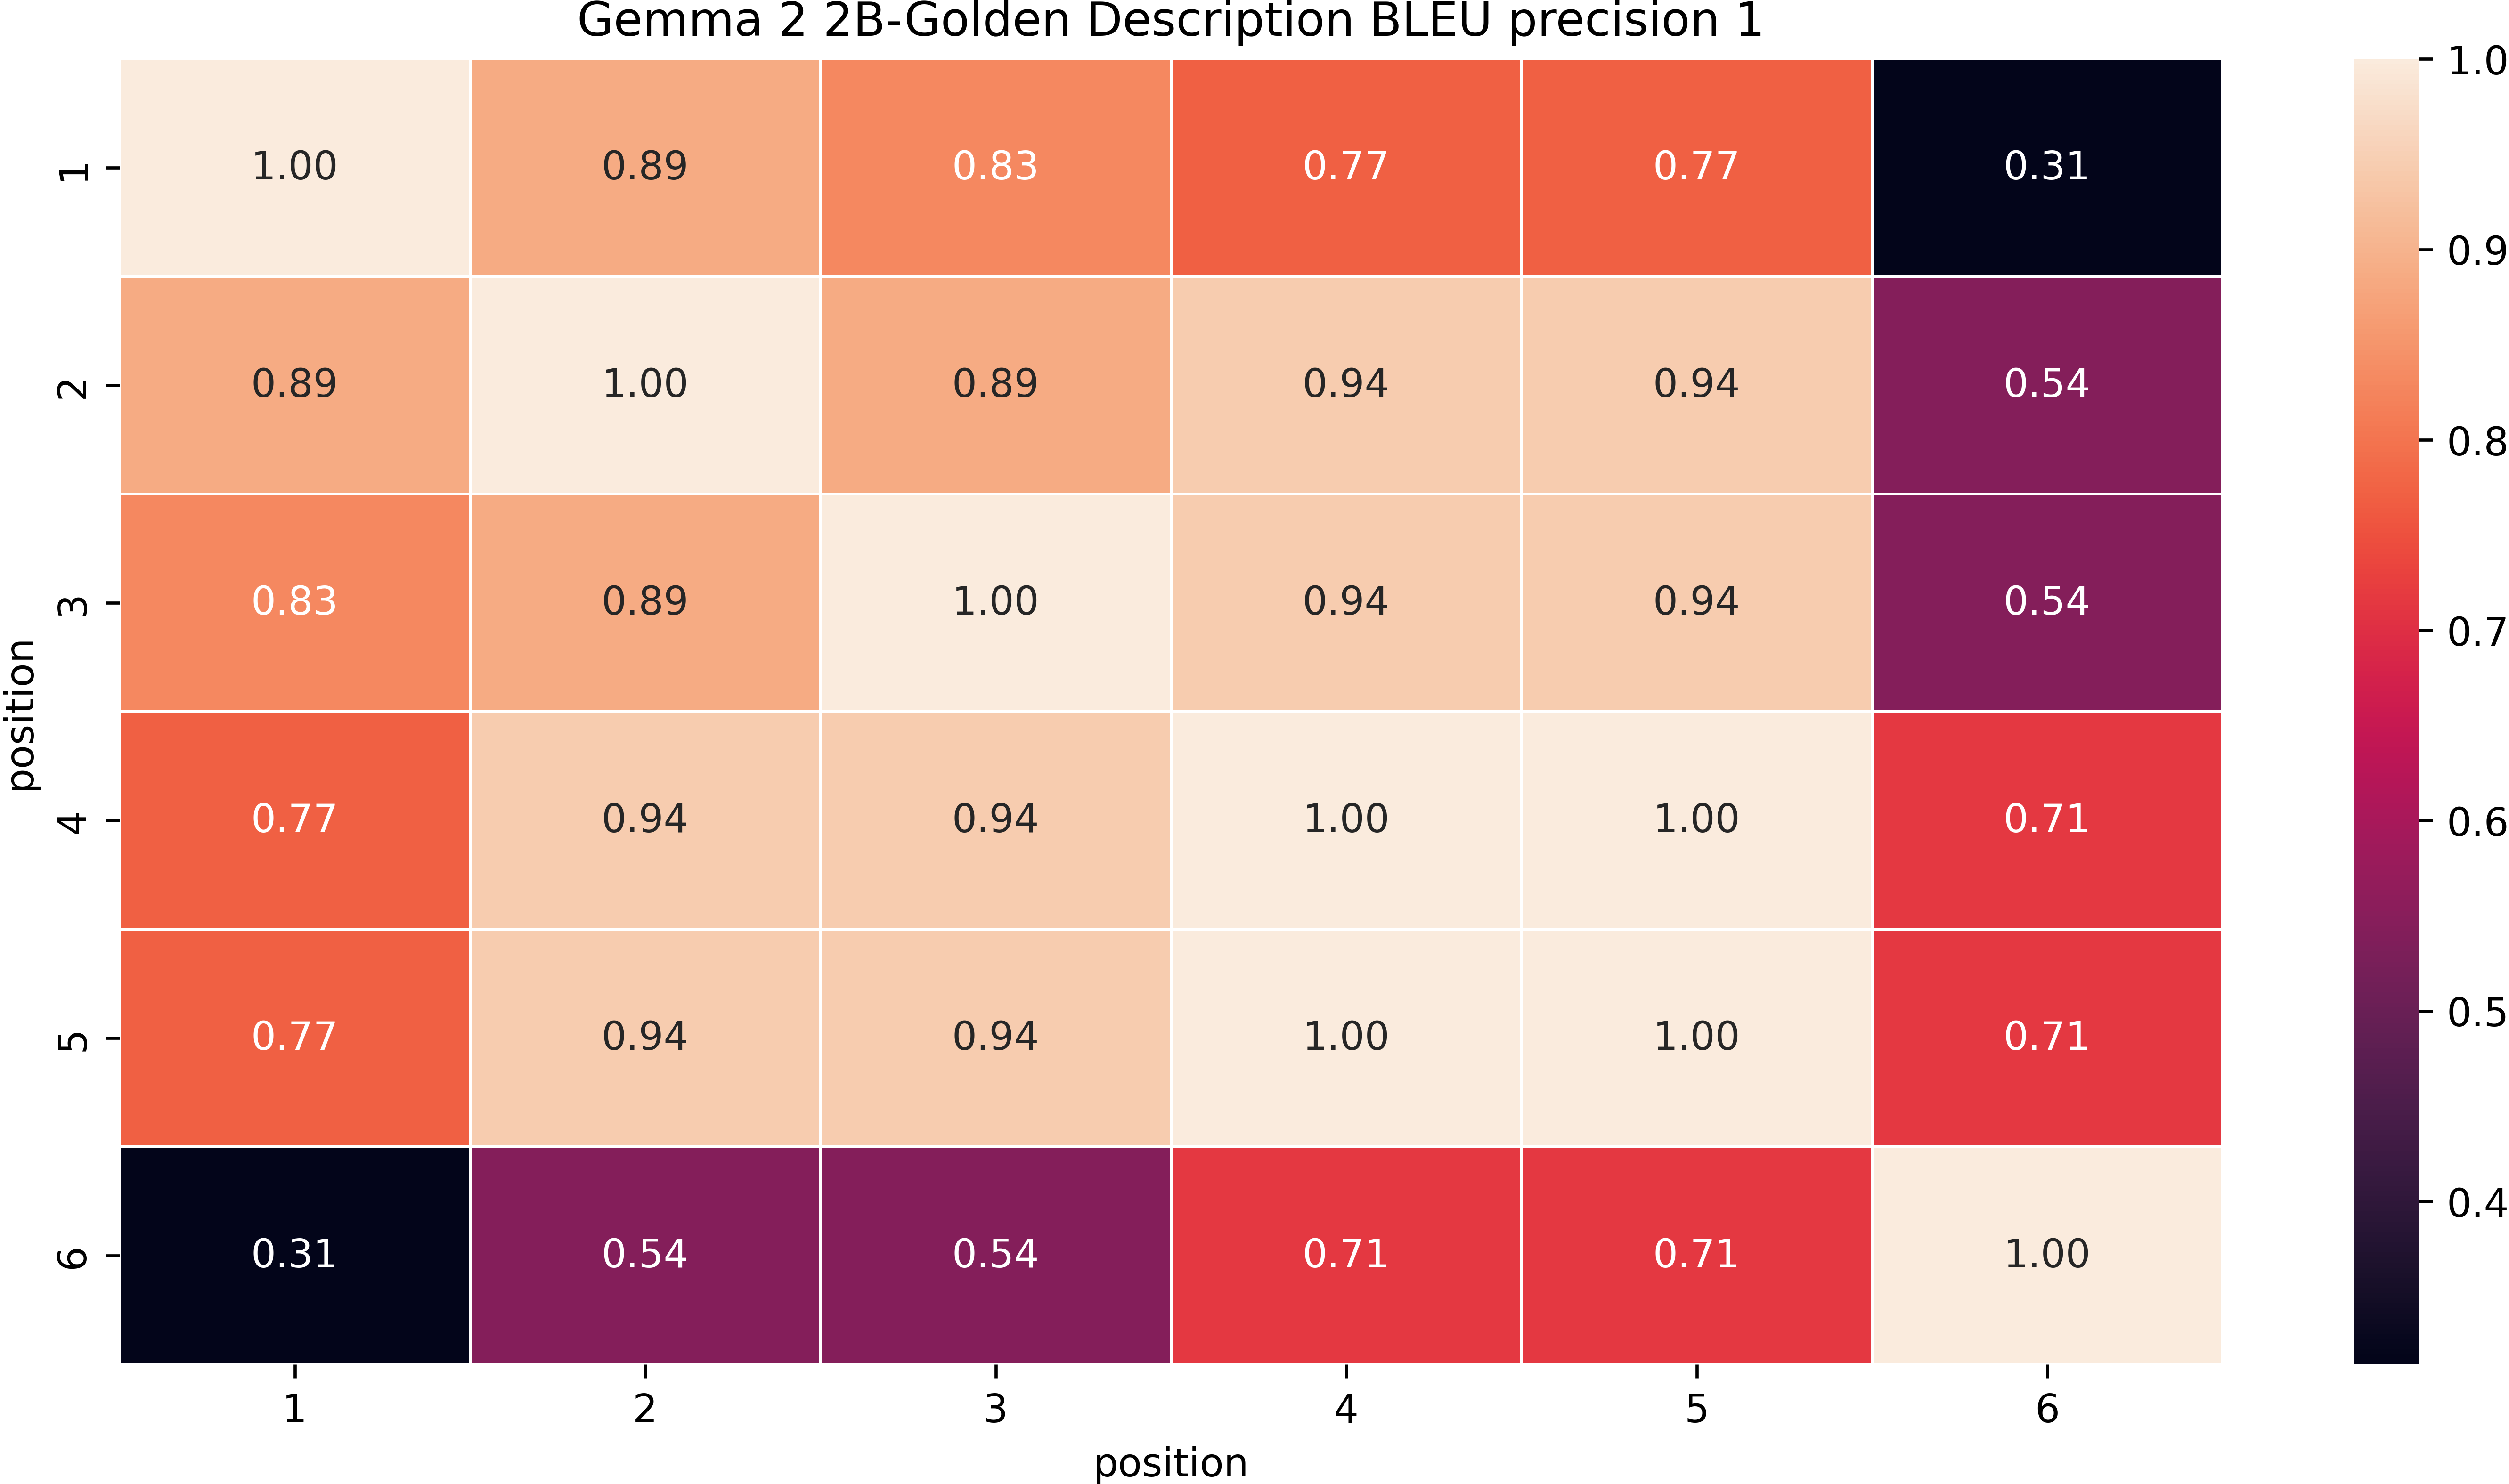 Gemma 2 2B-Golden Description BLEU precision 1
1 1.00 0.89 0.83 0.77 0.77 0.31
2 0.89 1.00 0.89 0.94 0.94 0.54
3 0.83 0.89 1.00 0.94 0.94 0.54
4 0.77 0.94 0.94 1.00 1.00 0.71
5 0.77 0.94 0.94 1.00 1.00 0.71
6 0.31 0.54 0.54 0.71 0.71 1.00
position
1 2 3 4 5 6
position
1.0
0.9
0.8
0.7
0.6
0.5
0.4